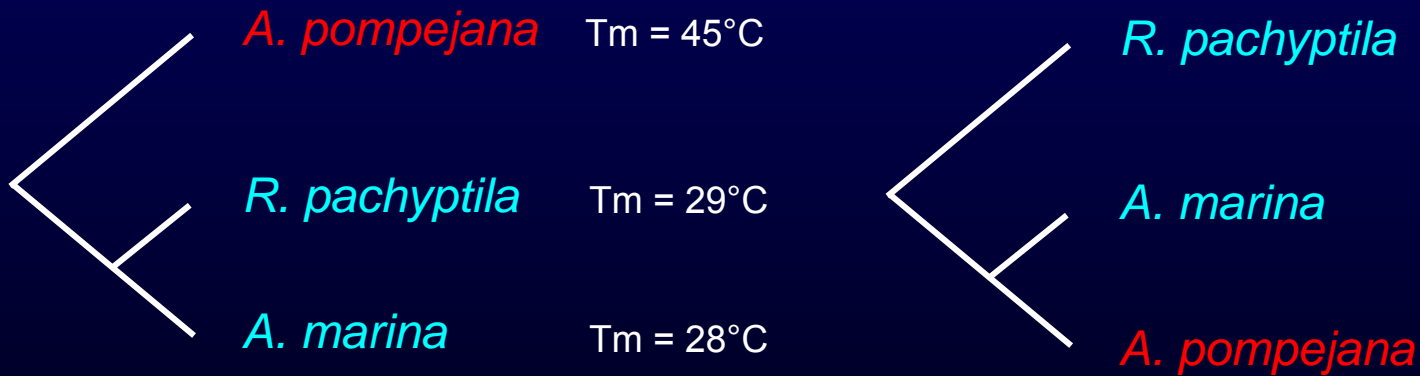 A. pompejana Tm = 45°C
R. pachyptila Tm = 29°C
A. marina Tm = 28°C
R. pachyptila
A. marina
A. pompejana